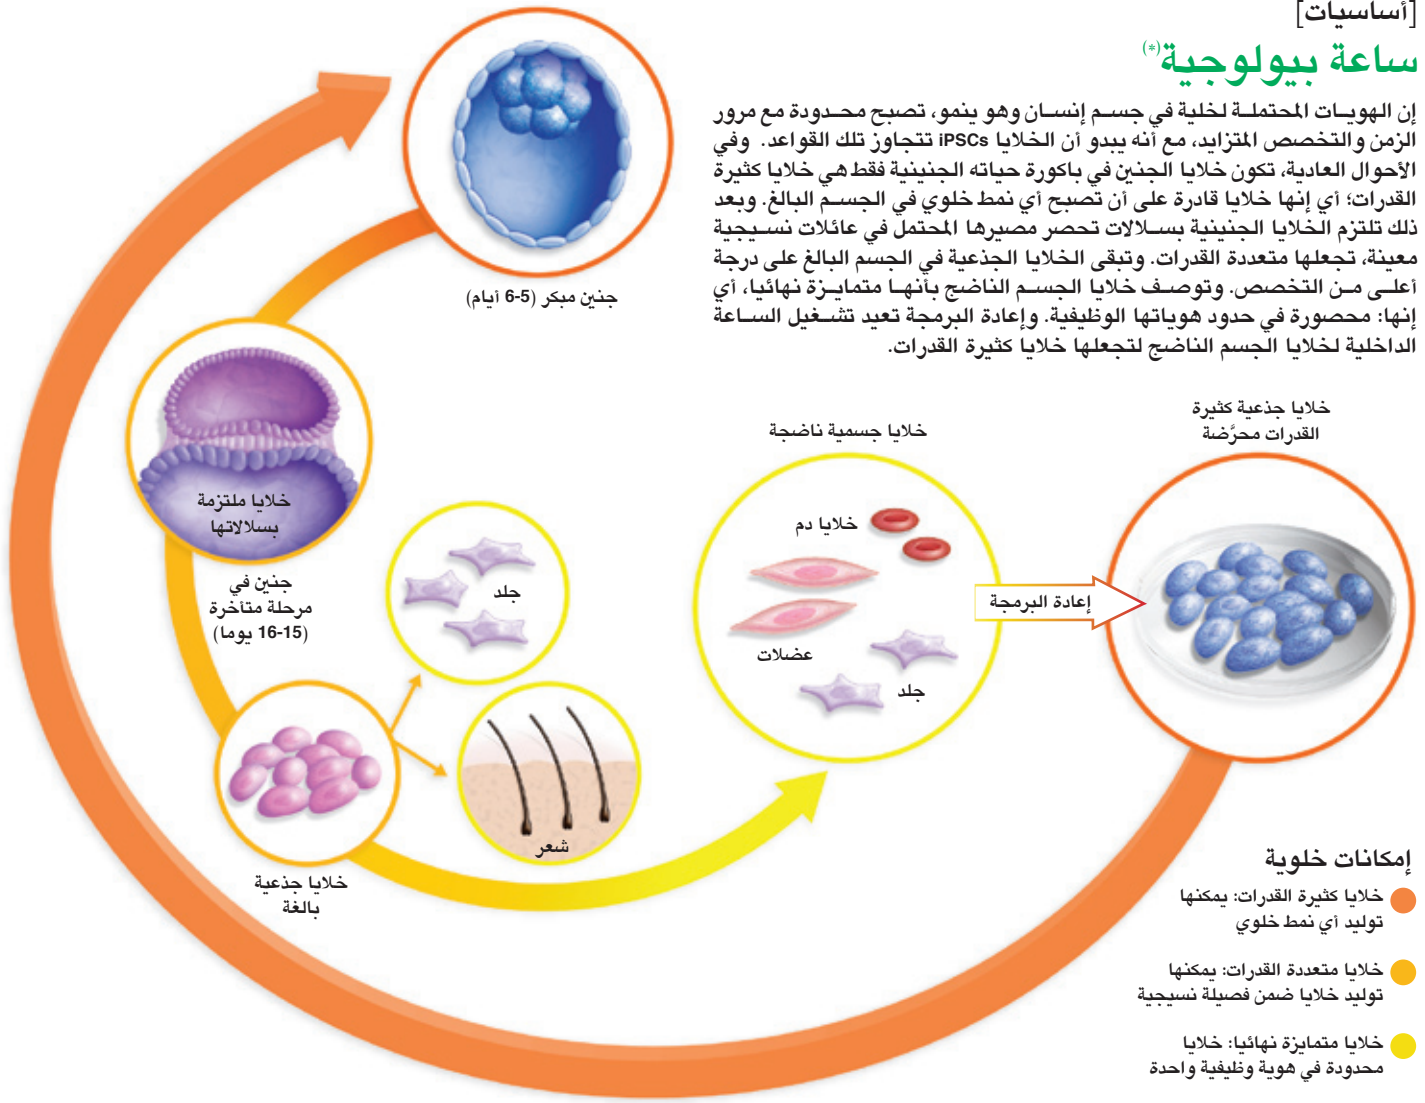 [أساسيات]
ساعة بيولوجية(*)
إن الهويات المحتملة لخلية في جسم إنسان وهو ينمو، تصبح محدودة مع مرور
الزمن والتخصص المتزايد، مع أنه يبدو أن الخلايا iPSCs تتجاوز تلك القواعد. وفي
الأحوال العادية، تكون خلايا الجنين في باكورة حياته الجنينية فقط هي خلايا كثيرة
القدرات؛ أي إنها خلايا قادرة على أن تصبح أي نمط خلوي في الجسم البالغ. وبعد
ذلك تلتزم الخلايا الجنينية بسلالات تحصر مصيرها المحتمل في عائلات نسيجية
معينة، تجعلها متعددة القدرات. وتبقى الخلايا الجذعية في الجسم البالغ على درجة
أعلى من التخصص. وتوصف خلايا الجسم الناضج بأنها متمايزة نهائيا، أي
إنها: محصورة في حدود هوياتها الوظيفية. وإعادة البرمجة تعيد تشغيل الساعة
الداخلية لخلايا الجسم الناضج لتجعلها خلايا كثيرة القدرات.
جنين مبكر (5-6 أيام)
خلايا ملتزمة
بسلالاتها
جنين في
مرحلة متأخرة
(15-16 يوما)
خلايا جذعية
بالغة
جلد
شعر
خلايا جسمية ناضجة
خلايا دم
عضلات
جلد
إعادة البرمجة
خلايا جذعية كثيرة
القدرات محرَّضة
إمكانات خلوية
خلايا كثيرة القدرات: يمكنها
توليد أي نمط خلوي
خلايا متعددة القدرات: يمكنها
توليد خلايا ضمن فصيلة نسيجية
خلايا متمايزة نهائيا: خلايا
محدودة في هوية وظيفية واحدة